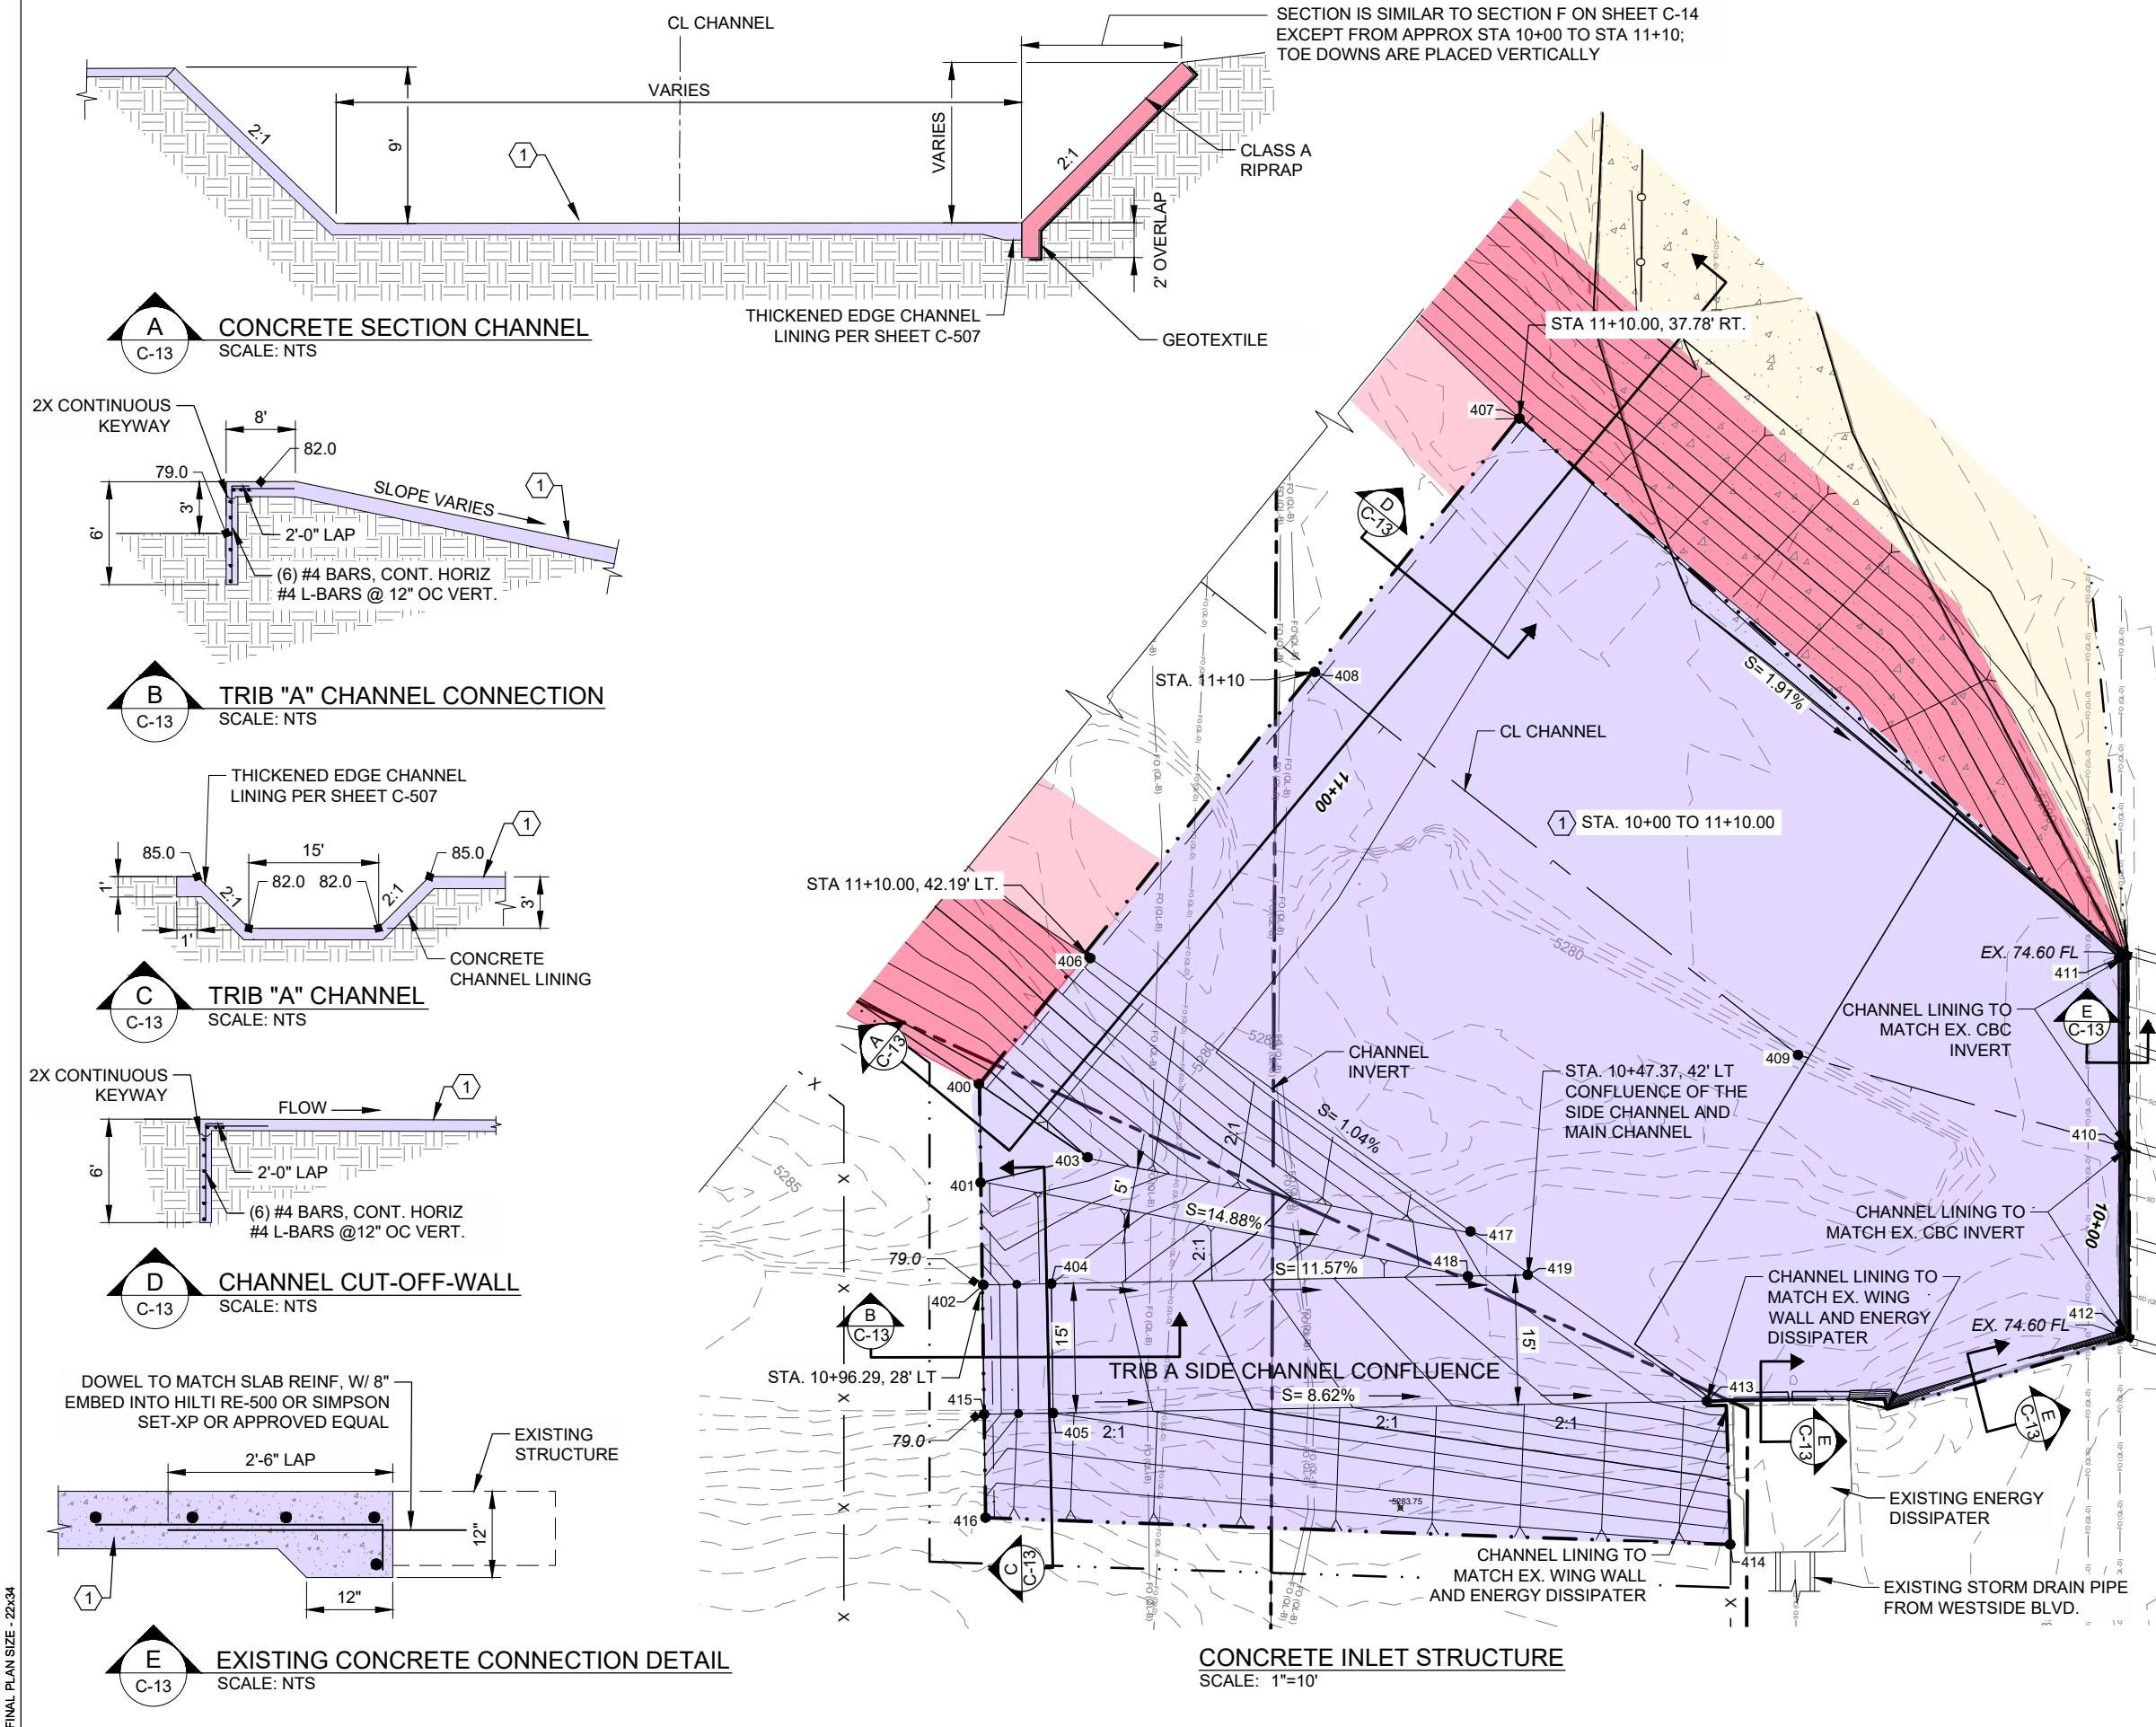 CL CHANNEL
SECTION IS SIMILAR TO SECTION F ON SHEET C-14
EXCEPT FROM APPROX STA 10+00 TO STA 11+10;
TOE DOWNS ARE PLACED VERTICALLY
VARIES
2:1
9'
1
VARIES
2:1
CLASS A
RIPRAP
2' OVERLAP
THICKENED EDGE CHANNEL
LINING PER SHEET C-507
GEOTEXTILE
A
C-13
CONCRETE SECTION CHANNEL
SCALE: NTS
2X CONTINUOUS
KEYWAY
8'
82.0
79.0
SLOPE VARIES
1
6'
3'
2'-0" LAP
(6) #4 BARS, CONT. HORIZ
#4 L-BARS @ 12" OC VERT.
B
C-13
TRIB "A" CHANNEL CONNECTION
SCALE: NTS
THICKENED EDGE CHANNEL
LINING PER SHEET C-507
1
85.0
15'
85.0
1'
2:1
82.0
82.0
2:1
3'
1'
CONCRETE
CHANNEL LINING
C
C-13
TRIB "A" CHANNEL
SCALE: NTS
2X CONTINUOUS
KEYWAY
FLOW
1
6'
2'-0" LAP
(6) #4 BARS, CONT. HORIZ
#4 L-BARS @12" OC VERT.
D
C-13
CHANNEL CUT-OFF-WALL
SCALE: NTS
DOWEL TO MATCH SLAB REINF, W/ 8"
EMBED INTO HILTI RE-500 OR SIMPSON
SET-XP OR APPROVED EQUAL
2'-6" LAP
EXISTING
STRUCTURE
12"
1
12"
E
C-13
EXISTING CONCRETE CONNECTION DETAIL
SCALE: NTS
FINAL PLAN SIZE - 22x34
STA 11+10.00, 37.78' RT.
407
D
C-13
STA. 11+10
408
S= 1.91%
CL CHANNEL
11+00
1
STA. 10+00 TO 11+10.00
STA 11+10.00, 42.19' LT.
406
5280
5280
5280
EX. 74.60 FL
411
CHANNEL LINING TO
MATCH EX. CBC
INVERT
E
C-13
A
C-13
CHANNEL
INVERT
409
STA. 10+47.37, 42' LT
CONFLUENCE OF THE
SIDE CHANNEL AND
MAIN CHANNEL
400
X
S= 1.04%
2:1
410
403
401
5285
X
5'
S=14.88%
2:1
417
CHANNEL LINING TO
MATCH EX. CBC INVERT
10+00
79.0
404
S= 11.57%
418
419
CHANNEL LINING TO
MATCH EX. WING
WALL AND ENERGY
DISSIPATER
402
X
B
C-13
15'
15'
412
EX. 74.60 FL
STA. 10+96.29, 28' LT
TRIB A SIDE CHANNEL CONFLUENCE
413
S= 8.62%
415
X
79.0
405
2:1
2:1
2:1
E
C-13
E
C-13
X
5283.75
416
EXISTING ENERGY
DISSIPATER
C
C-13
CHANNEL LINING TO
MATCH EX. WING WALL
AND ENERGY DISSIPATER
414
X
X
EXISTING STORM DRAIN PIPE
FROM WESTSIDE BLVD.
FO (QL-B)
FO (QL-D)
CONCRETE INLET STRUCTURE
SCALE: 1"=10'